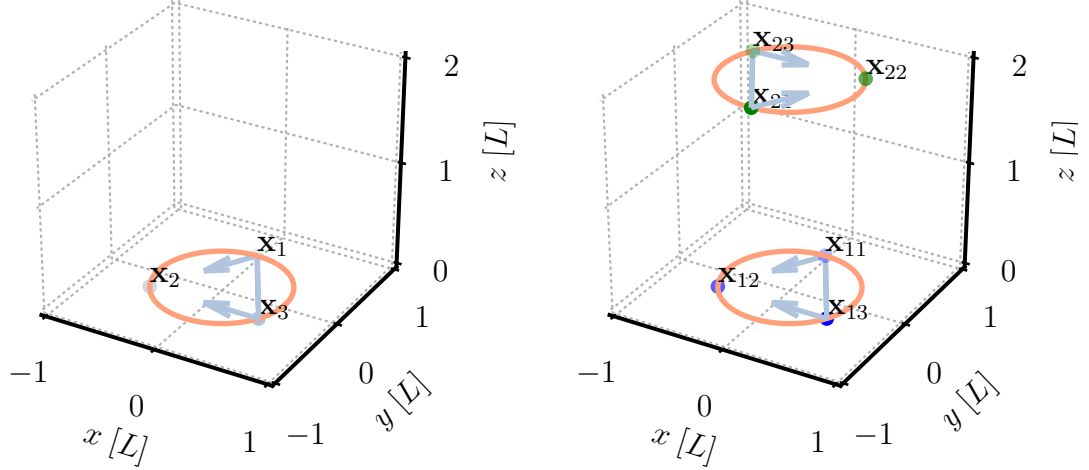 2
1
0
z [L]
x₁
x₂
x₃
−1
0
1
x [L]
−1
0
1
y [L]
x₂₃
x₂₂
x₂₁
2
1
0
z [L]
x₁₁
x₁₂
x₁₃
−1
0
1
x [L]
−1
0
1
y [L]